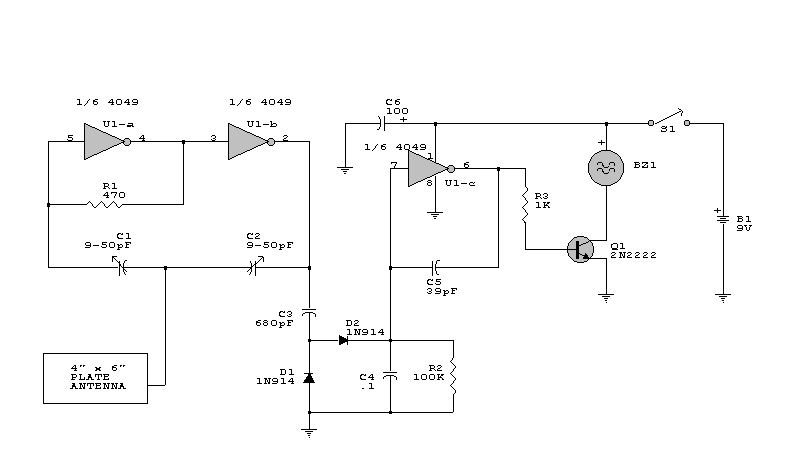 1/6 4049
U1-a
5
4
1/6 4049
U1-b
3
2
C6
100
+
1/6 4049
7
1
6
8
U1-c
S1
+
BZ1
R1
470
R3
1K
+
B1
9V
C1
9-50pF
C2
9-50pF
Q1
2N2222
C5
39pF
C3
680pF
D2
1N914
4" x 6"
PLATE
ANTENNA
D1
1N914
C4
.1
R2
100K